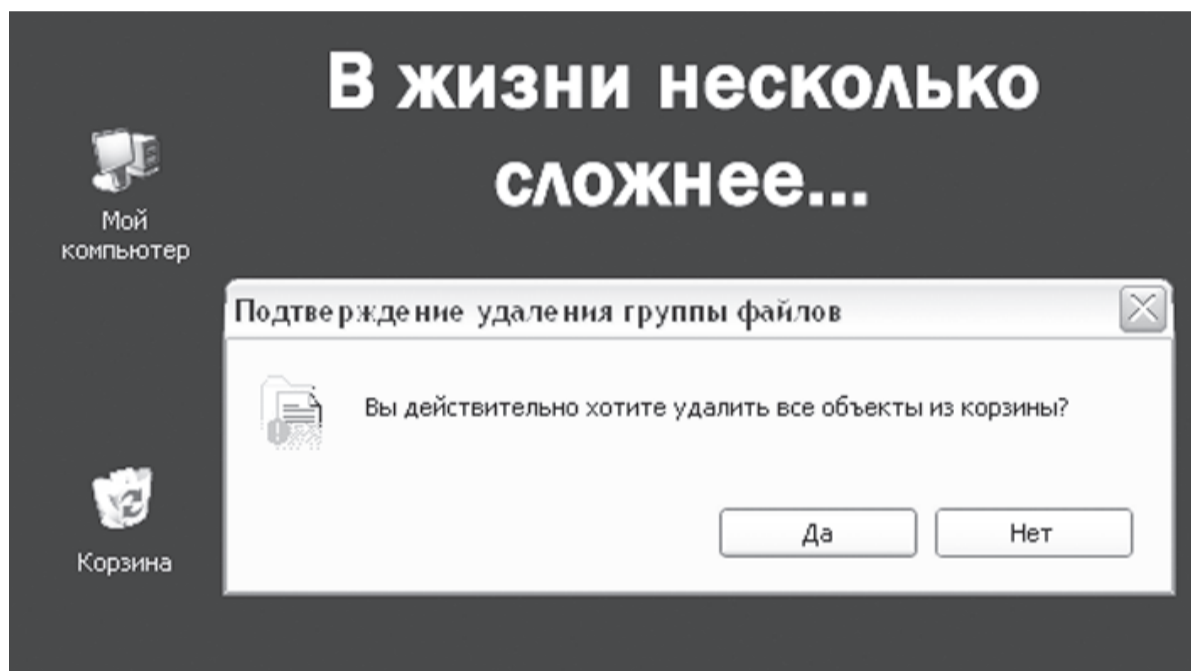 В жизни несколько
сложнее...
Мой
компьютер
Подтверждение удаления группы файлов
Вы действительно хотите удалить все объекты из корзины?
Да
Нет
Корзина